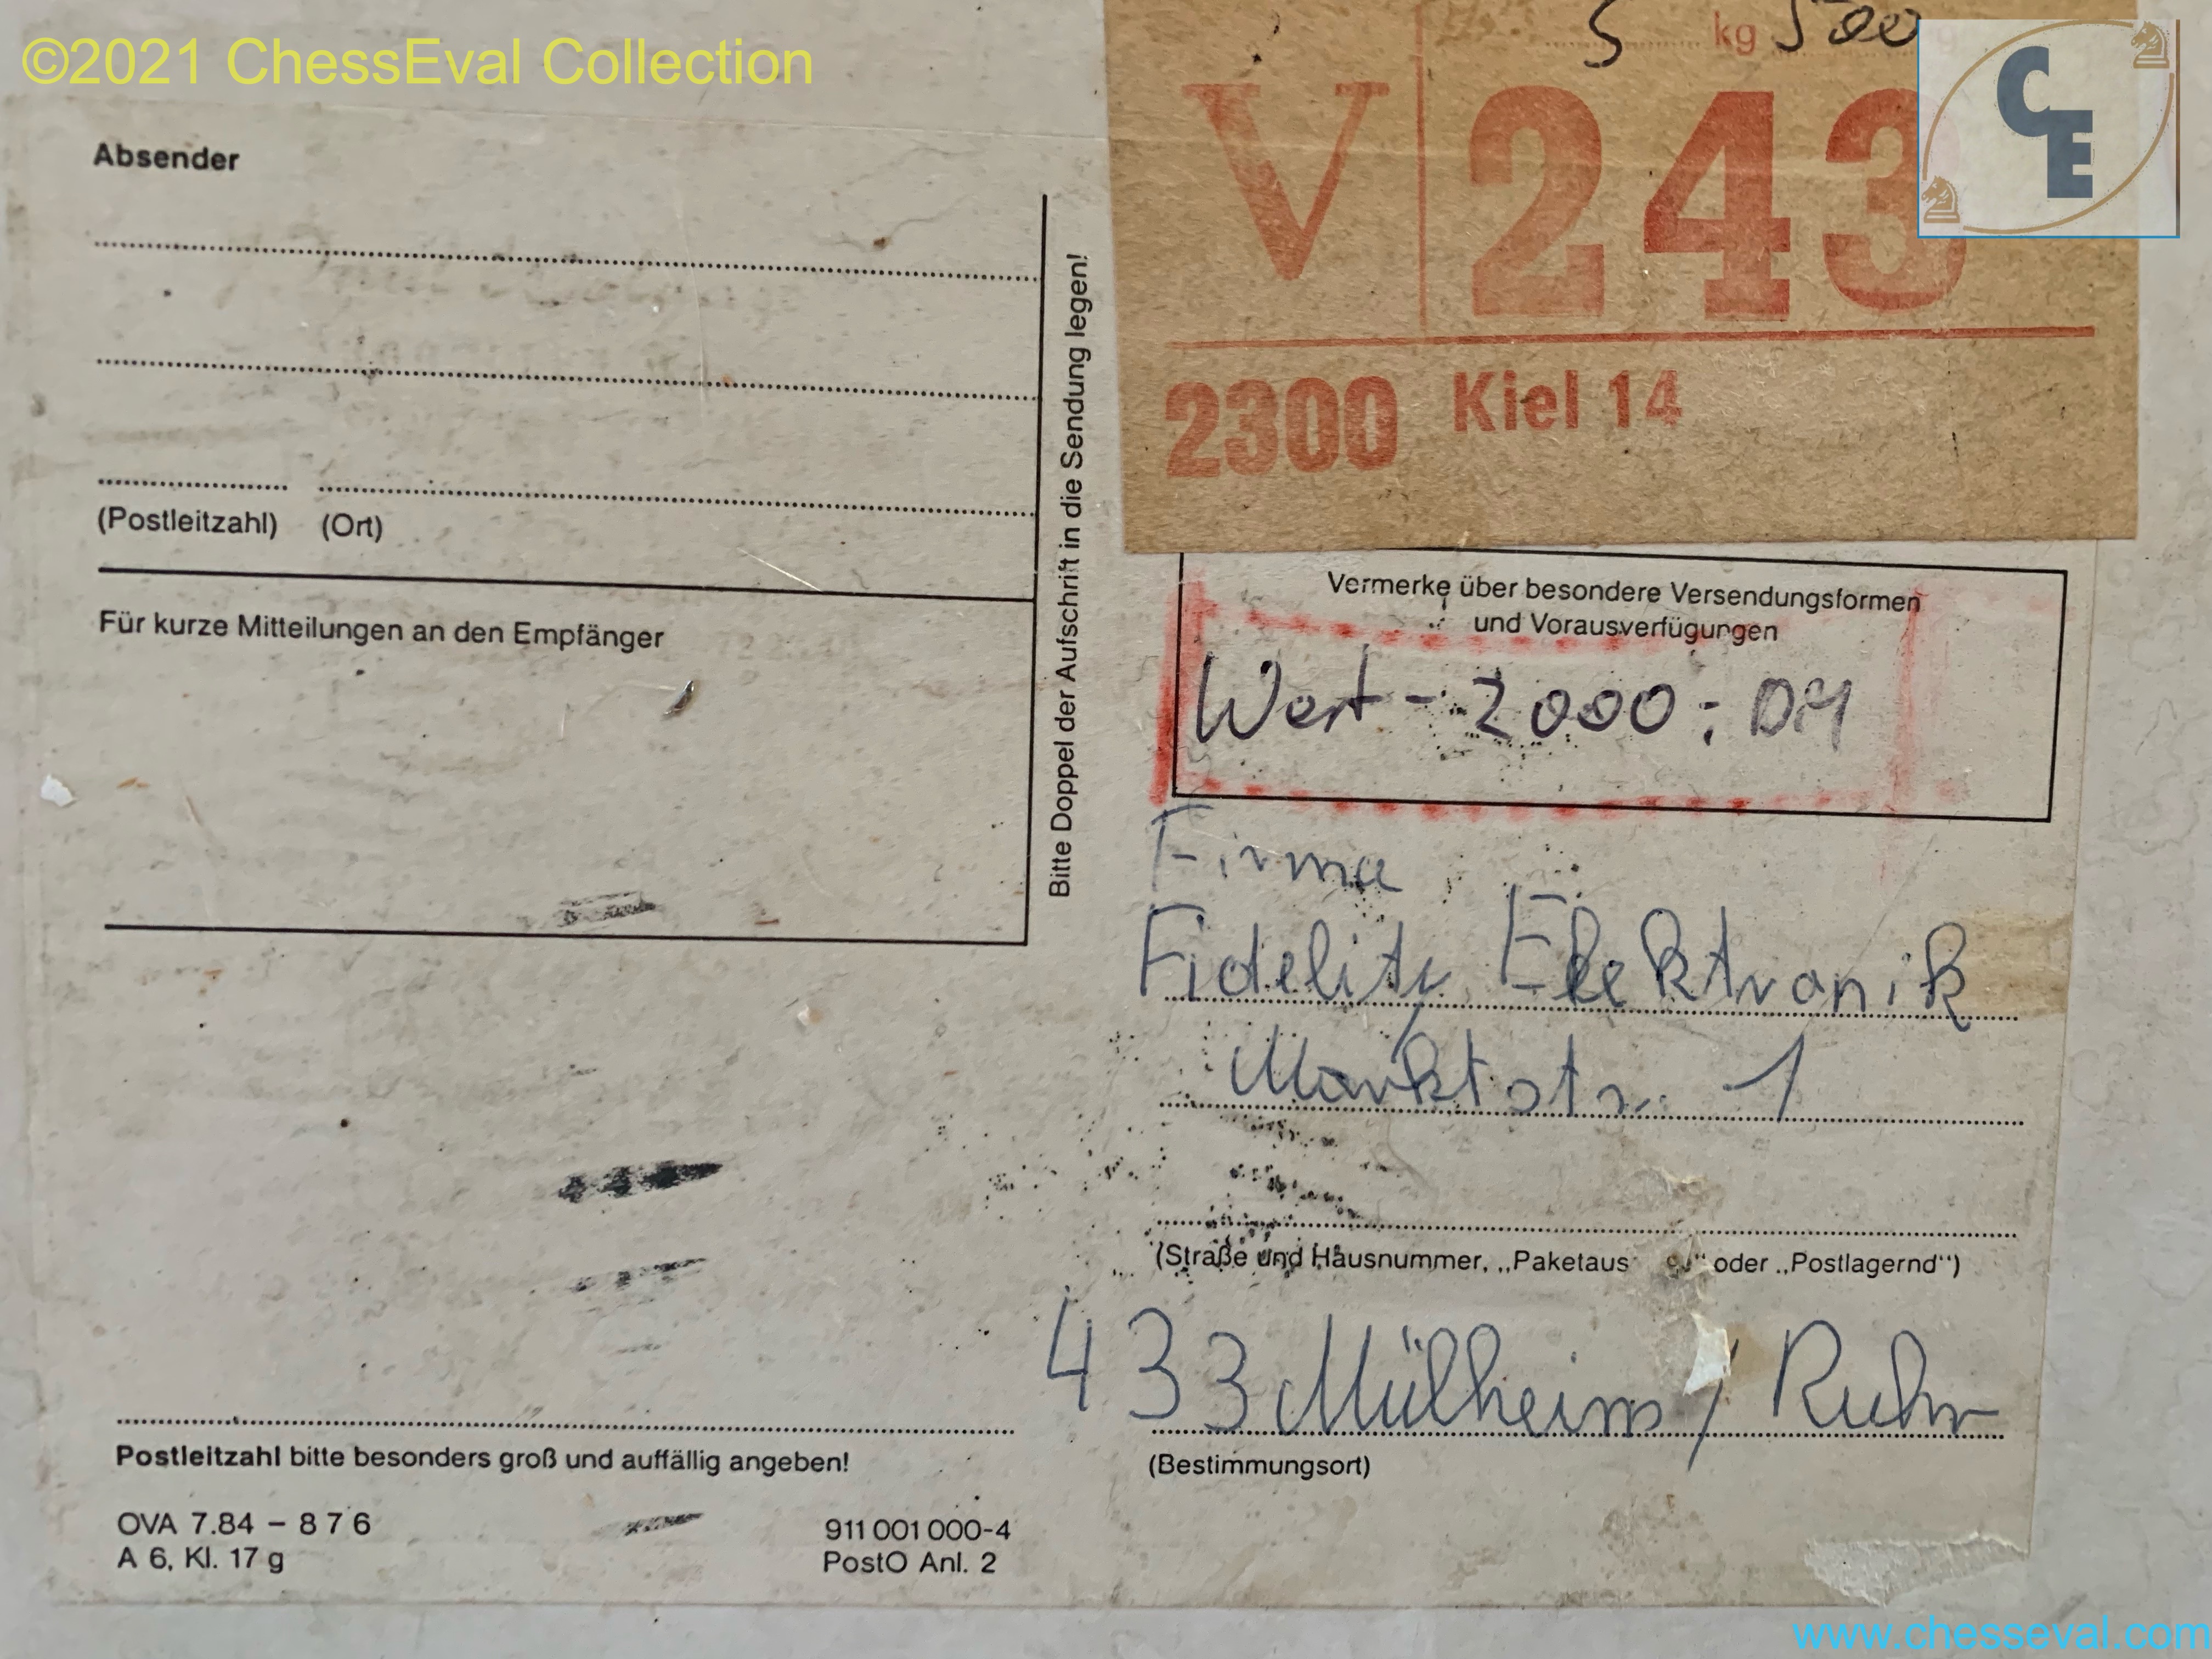 ©2021 ChessEval Collection
CE
5 kg 500 g
V 243
2300 Kiel 14
Absender
(Postleitzahl) (Ort)
Für kurze Mitteilungen an den Empfänger
Bitte Doppel der Aufschrift in die Sendung legen!
Vermerke über besondere Versendungsformen
und Vorausverfügungen
Wert - 2000,- DM
Firma
Fidelity Elektronik
Marktstr. 1
(Straße und Hausnummer, „Paketaus" oder „Postlagernd")
433 Mülheim / Ruhr
(Bestimmungsort)
Postleitzahl bitte besonders groß und auffällig angeben!
OVA 7.84 – 8 7 6
A 6, Kl. 17 g
911 001 000-4
PostO Anl. 2
www.chesseval.com